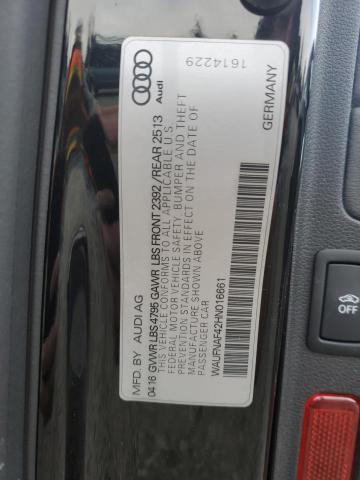 1614229
Audi
GERMANY
MFD. BY AUDI AG
04.16 GVWR LBS 4795 GAWR LBS FRONT 2392 / REAR 2513
THIS VEHICLE CONFORMS TO ALL APPLICABLE U.S.
FEDERAL MOTOR VEHICLE SAFETY, BUMPER AND THEFT
PREVENTION STANDARDS IN EFFECT ON THE DATE OF
MANUFACTURE SHOWN ABOVE
PASSENGER CAR
WAUFNAF42HN016661
OFF